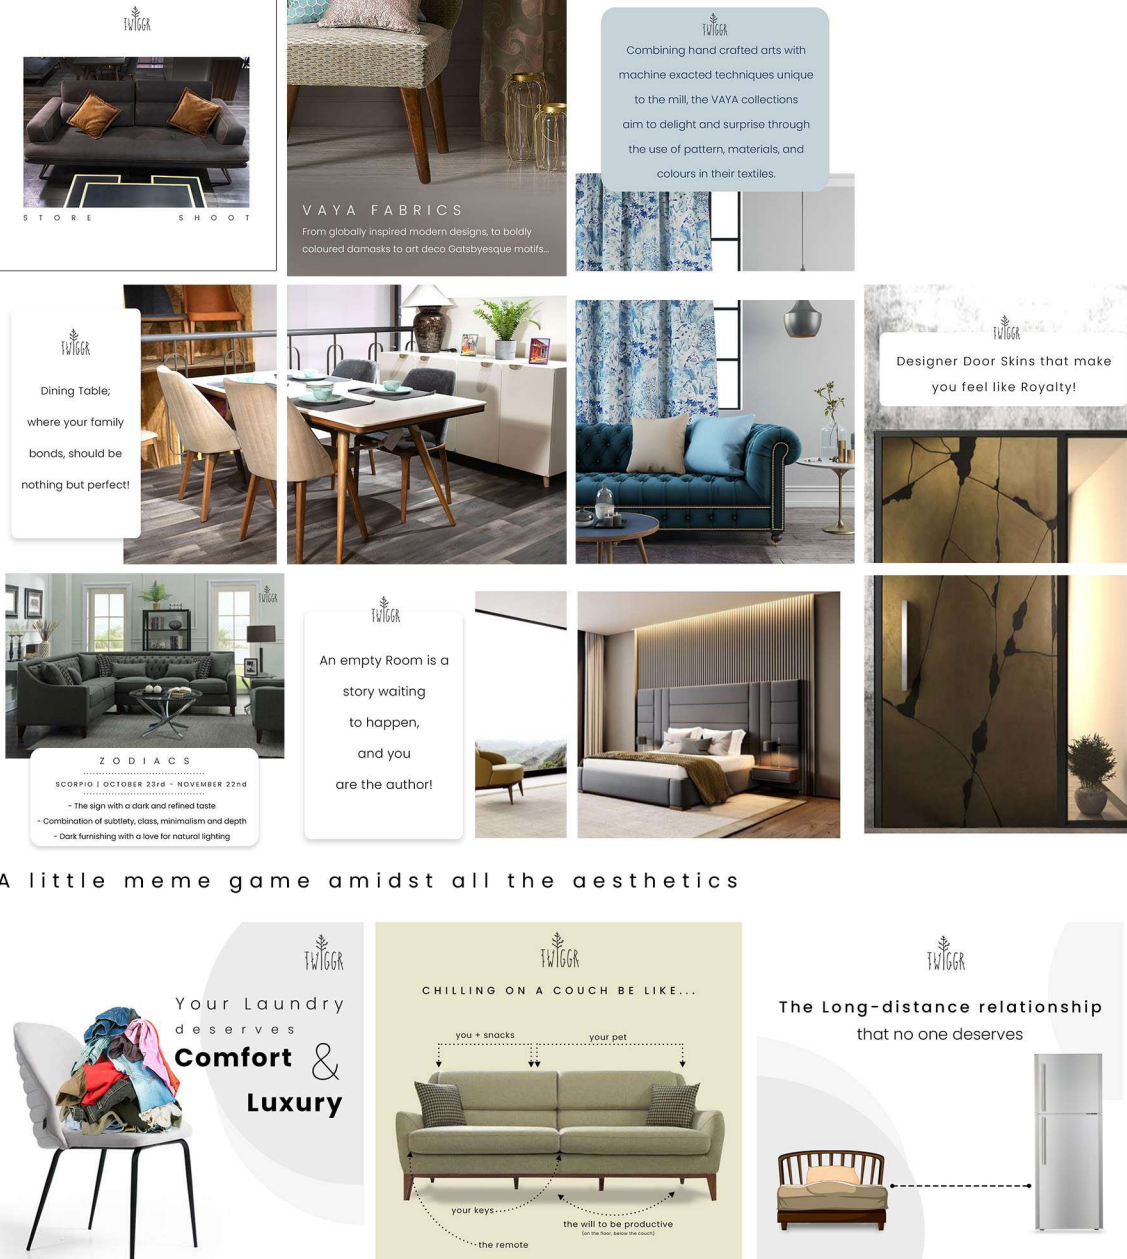 TWIGGR
STORE SHOOT
VAYA FABRICS
From globally inspired modern designs, to boldly
coloured damasks to art deco Gatsbyesque motifs...
TWIGGR
Combining hand crafted arts with
machine exacted techniques unique
to the mill, the VAYA collections
aim to delight and surprise through
the use of pattern, materials, and
colours in their textiles.
TWIGGR
Dining Table;
where your family
bonds, should be
nothing but perfect!
TWIGGR
Designer Door Skins that make
you feel like Royalty!
TWIGGR
ZODIACS
SCORPIO | OCTOBER 23rd - NOVEMBER 22nd
- The sign with a dark and refined taste
- Combination of subtlety, class, minimalism and depth
- Dark furnishing with a love for natural lighting
TWIGGR
An empty Room is a
story waiting
to happen,
and you
are the author!
A little meme game amidst all the aesthetics
TWIGGR
Your Laundry
deserves
Comfort &
Luxury
TWIGGR
CHILLING ON A COUCH BE LIKE...
you + snacks
your pet
your keys
the will to be productive
(on the floor, below the couch)
the remote
TWIGGR
The Long-distance relationship
that no one deserves